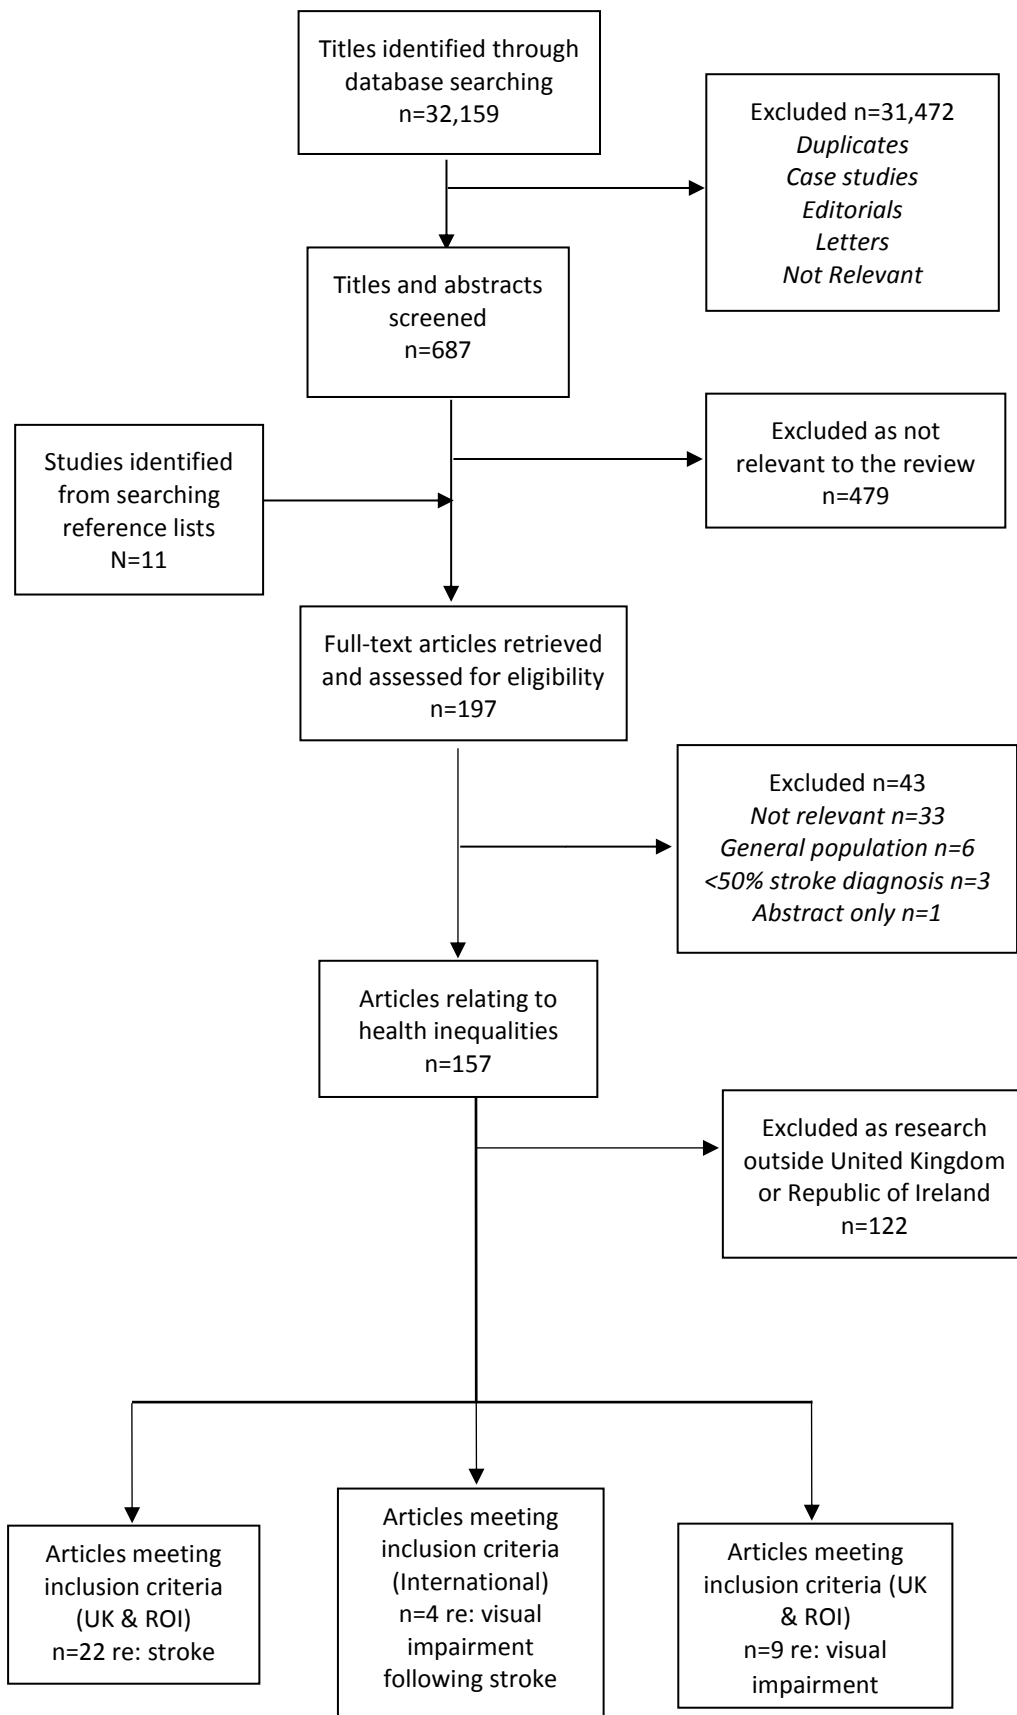 Titles identified through
database searching
n=32,159
Excluded n=31,472
Duplicates
Case studies
Editorials
Letters
Not Relevant
Titles and abstracts
screened
n=687
Excluded as not
relevant to the review
n=479
Studies identified
from searching
reference lists
N=11
Full-text articles retrieved
and assessed for eligibility
n=197
Excluded n=43
Not relevant n=33
General population n=6
<50% stroke diagnosis n=3
Abstract only n=1
Articles relating to
health inequalities
n=157
Excluded as research
outside United Kingdom
or Republic of Ireland
n=122
Articles meeting
inclusion criteria
(UK & ROI)
n=22 re: stroke
Articles meeting
inclusion criteria
(International)
n=4 re: visual
impairment
following stroke
Articles meeting
inclusion criteria (UK
& ROI)
n=9 re: visual
impairment